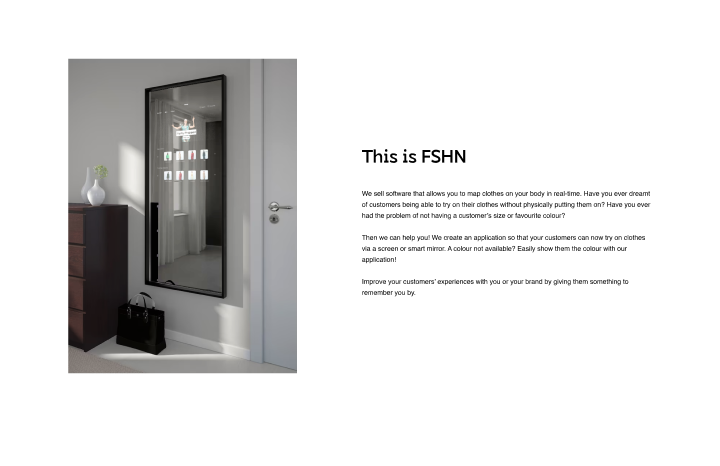 This is FSHN
We sell software that allows you to map clothes on your body in real-time. Have you ever dreamt
of customers being able to try on their clothes without physically putting them on? Have you ever
had the problem of not having a customer's size or favourite colour?
Then we can help you! We create an application so that your customers can now try on clothes
via a screen or smart mirror. A colour not available? Easily show them the colour with our
application!
Improve your customers' experiences with you or your brand by giving them something to
remember you by.